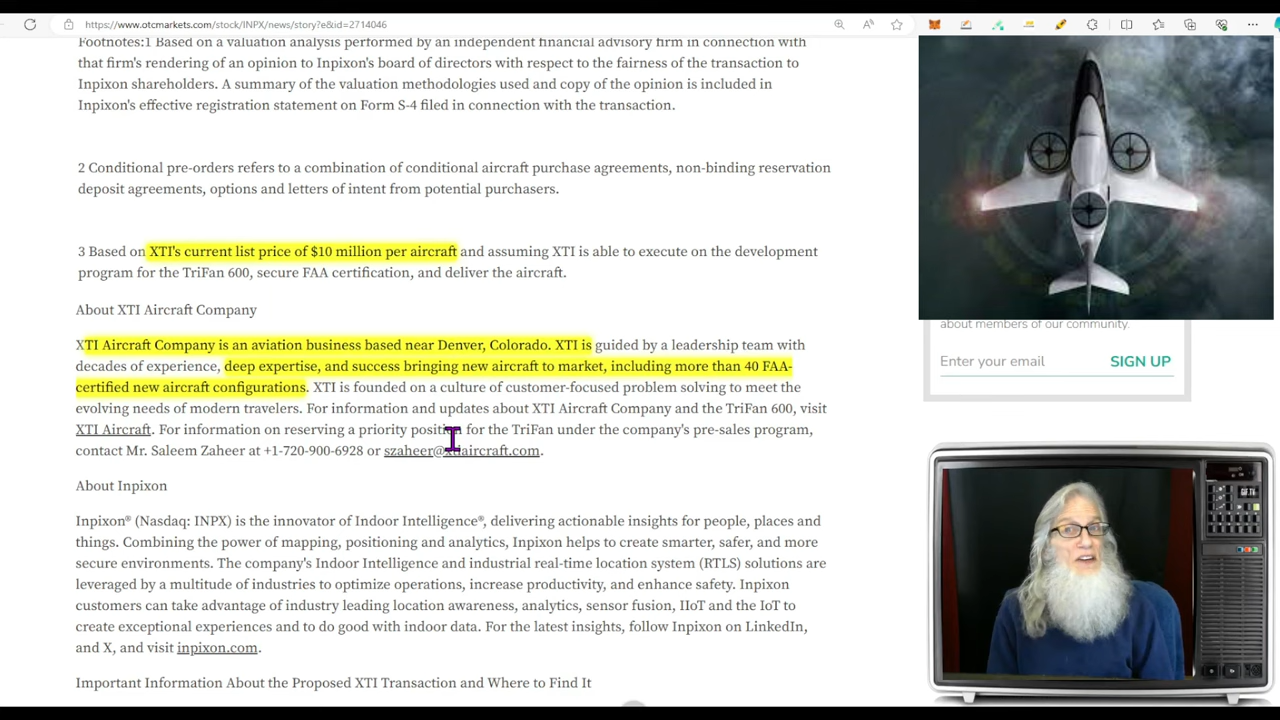 https://www.otcmarkets.com/stock/INPX/news/story?e&id=2714046
Footnotes:1 Based on a valuation analysis performed by an independent financial advisory firm in connection with
that firm's rendering of an opinion to Inpixon's board of directors with respect to the fairness of the transaction to
Inpixon shareholders. A summary of the valuation methodologies used and copy of the opinion is included in
Inpixon's effective registration statement on Form S-4 filed in connection with the transaction.
2 Conditional pre-orders refers to a combination of conditional aircraft purchase agreements, non-binding reservation
deposit agreements, options and letters of intent from potential purchasers.
3 Based on XTI's current list price of $10 million per aircraft and assuming XTI is able to execute on the development
program for the TriFan 600, secure FAA certification, and deliver the aircraft.
About XTI Aircraft Company
XTI Aircraft Company is an aviation business based near Denver, Colorado. XTI is guided by a leadership team with
decades of experience, deep expertise, and success bringing new aircraft to market, including more than 40 FAA-
certified new aircraft configurations. XTI is founded on a culture of customer-focused problem solving to meet the
evolving needs of modern travelers. For information and updates about XTI Aircraft Company and the TriFan 600, visit
XTI Aircraft. For information on reserving a priority position for the TriFan under the company's pre-sales program,
contact Mr. Saleem Zaheer at +1-720-900-6928 or szaheer@xtiaircraft.com.
About Inpixon
Inpixon® (Nasdaq: INPX) is the innovator of Indoor Intelligence®, delivering actionable insights for people, places and
things. Combining the power of mapping, positioning and analytics, Inpixon helps to create smarter, safer, and more
secure environments. The company's Indoor Intelligence and industrial real-time location system (RTLS) solutions are
leveraged by a multitude of industries to optimize operations, increase productivity, and enhance safety. Inpixon
customers can take advantage of industry leading location awareness, analytics, sensor fusion, IIoT and the IoT to
create exceptional experiences and to do good with indoor data. For the latest insights, follow Inpixon on LinkedIn,
and X, and visit inpixon.com.
Important Information About the Proposed XTI Transaction and Where to Find It
about members of our community.
Enter your email SIGN UP